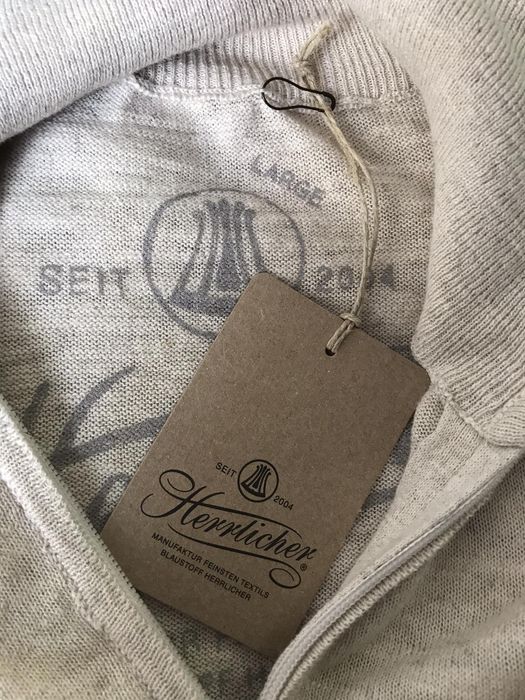 LARGE
SEIT 2004
SEIT 2004
Herrlicher®
MANUFAKTUR FEINSTEN TEXTILS
BLAUSTOFF HERRLICHER